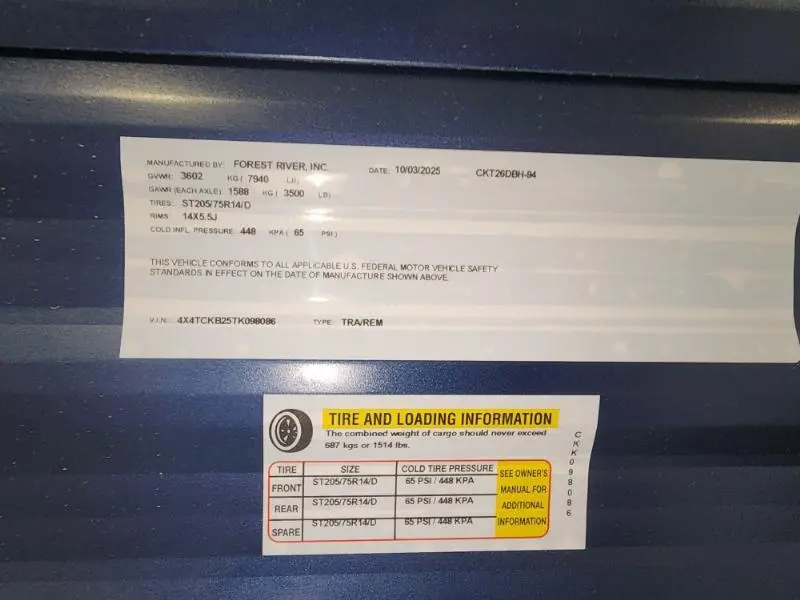 MANUFACTURED BY: FOREST RIVER, INC. DATE: 10/03/2025 CKT26DBH-94
GVWR: 3602 KG ( 7940 LB)
GAWR (EACH AXLE): 1588 KG ( 3500 LB)
TIRES: ST205/75R14/D
RIMS: 14X5.5J
COLD INFL. PRESSURE: 448 KPA ( 65 PSI )
THIS VEHICLE CONFORMS TO ALL APPLICABLE U.S. FEDERAL MOTOR VEHICLE SAFETY
STANDARDS IN EFFECT ON THE DATE OF MANUFACTURE SHOWN ABOVE.
V.I.N.: 4X4TCKB25TK098086 TYPE: TRA/REM
TIRE AND LOADING INFORMATION
The combined weight of cargo should never exceed
687 kgs or 1514 lbs.
TIRE SIZE COLD TIRE PRESSURE SEE OWNER'S
FRONT ST205/75R14/D 65 PSI / 448 KPA MANUAL FOR
REAR ST205/75R14/D 65 PSI / 448 KPA ADDITIONAL
SPARE ST205/75R14/D 65 PSI / 448 KPA INFORMATION
CKK098086